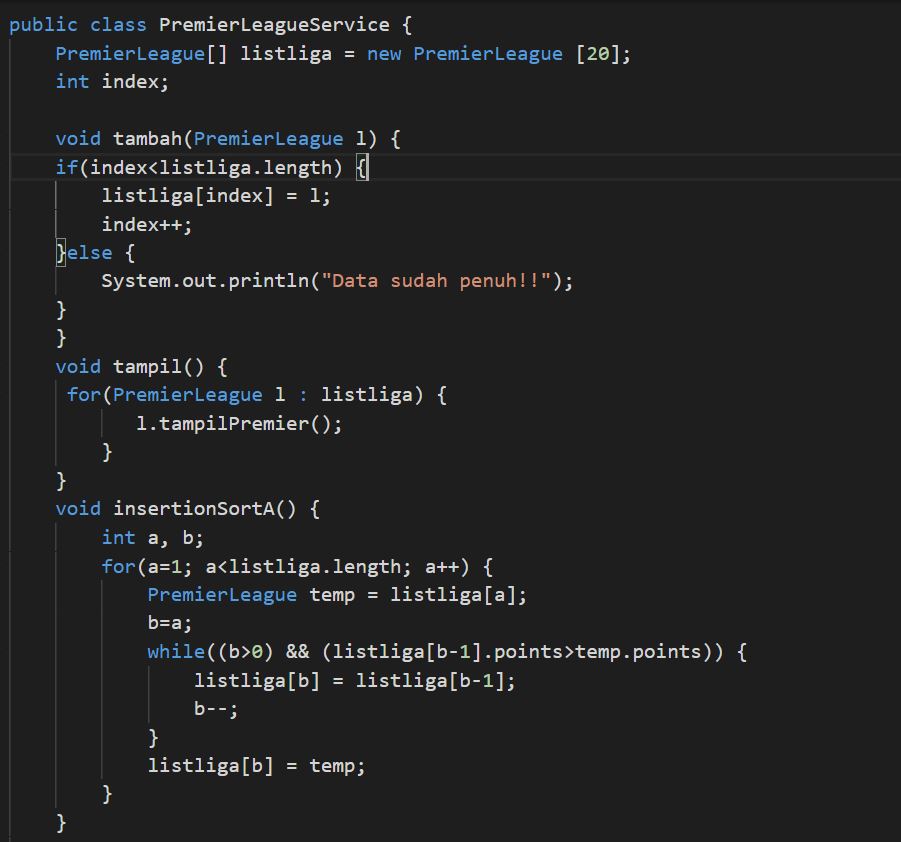 public class PremierLeagueService {
    PremierLeague[] listliga = new PremierLeague [20];
    int index;

    void tambah(PremierLeague l) {
    if(index<listliga.length) {
        listliga[index] = l;
        index++;
    }else {
        System.out.println("Data sudah penuh!!");
    }
    }
    void tampil() {
     for(PremierLeague l : listliga) {
           l.tampilPremier();
        }
    }
    void insertionSortA() {
        int a, b;
        for(a=1; a<listliga.length; a++) {
            PremierLeague temp = listliga[a];
            b=a;
            while((b>0) && (listliga[b-1].points>temp.points)) {
                listliga[b] = listliga[b-1];
                b--;
            }
            listliga[b] = temp;
        }
    }